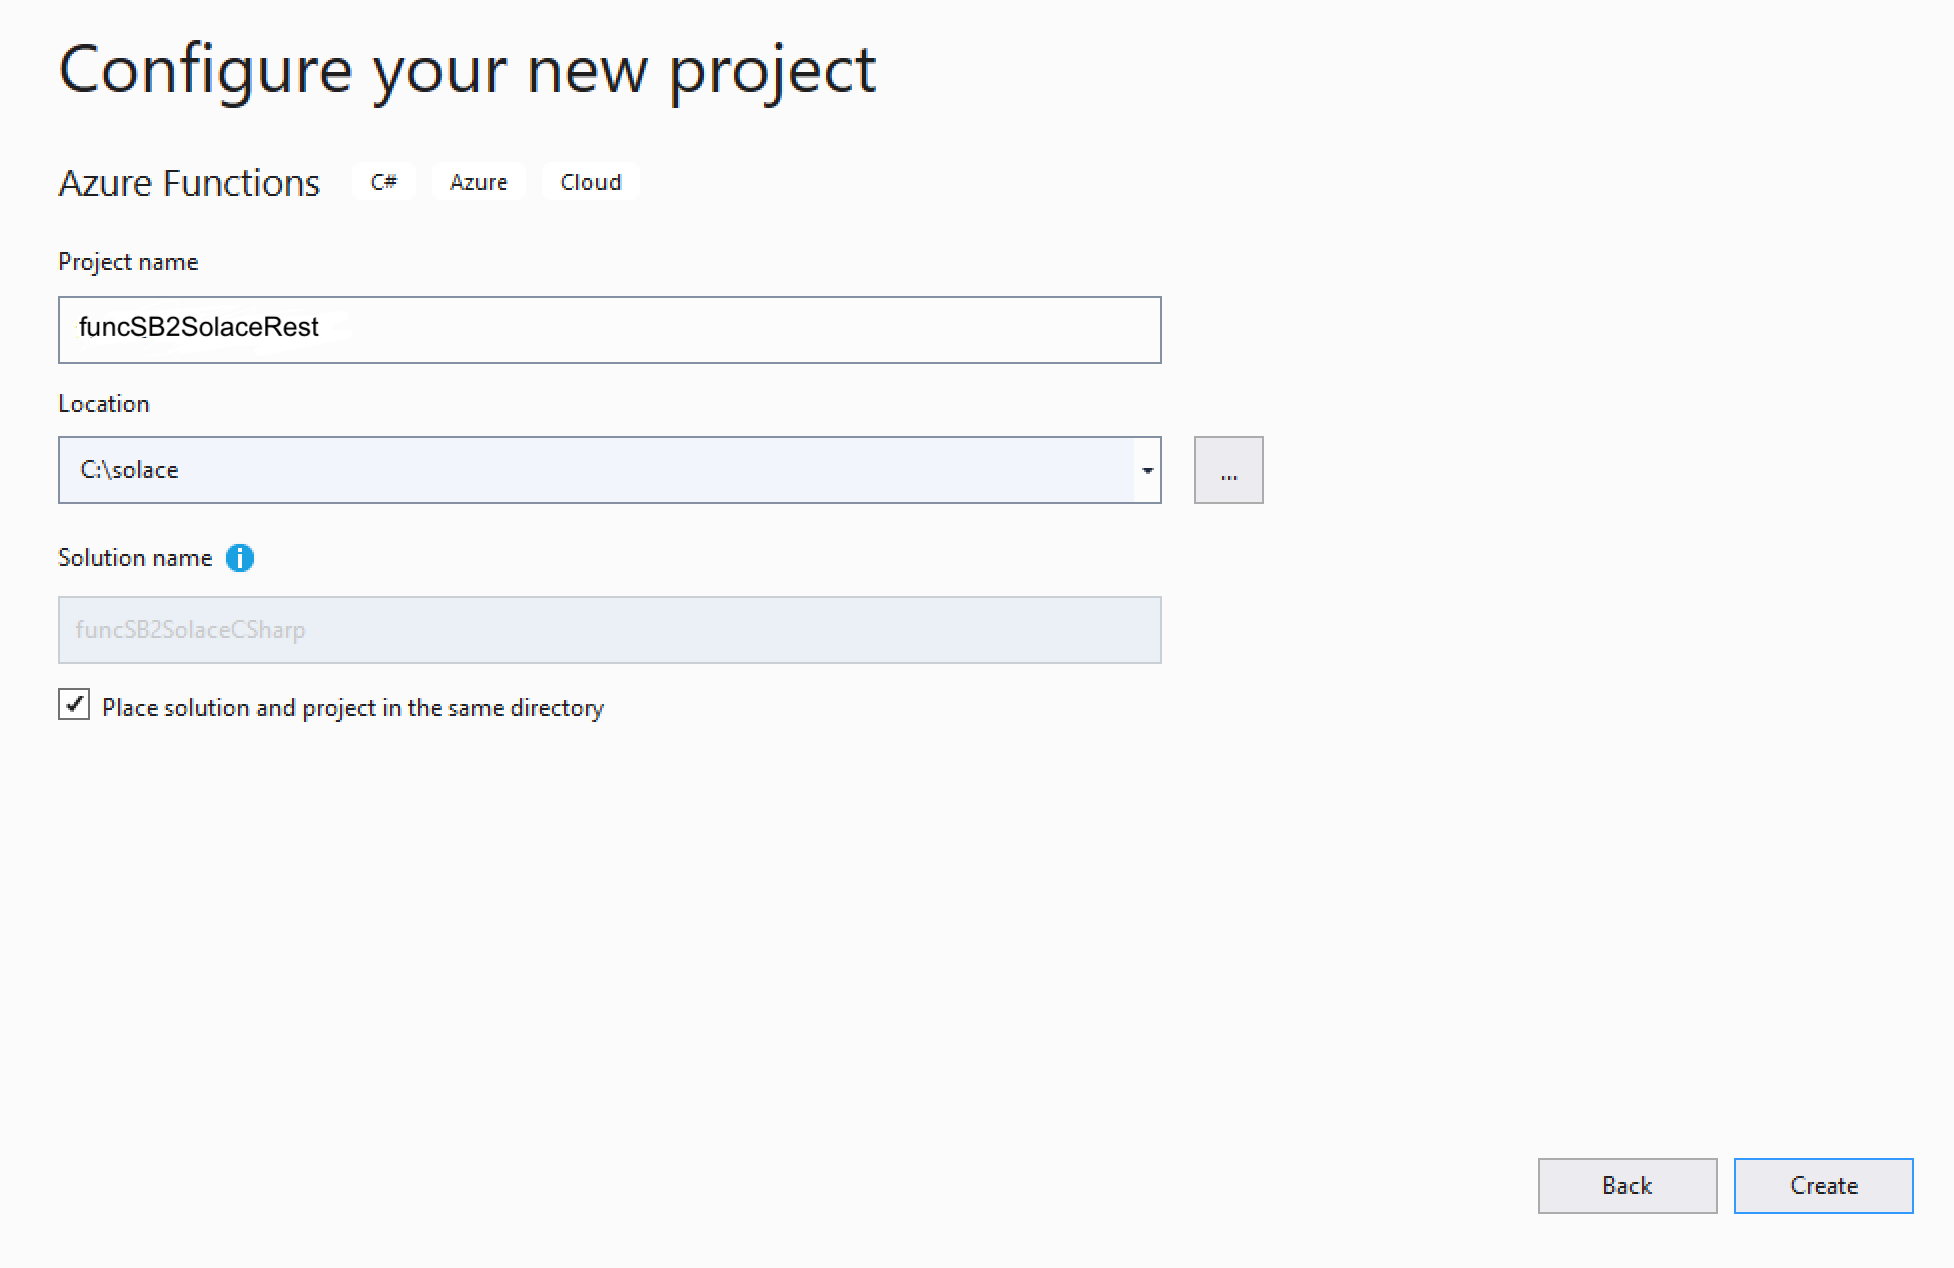 Configure your new project
Azure Functions C# Azure Cloud
Project name
funcSB2SolaceRest
Location
C:\solace
...
Solution name i
funcSB2SolaceCSharp
Place solution and project in the same directory
Back Create